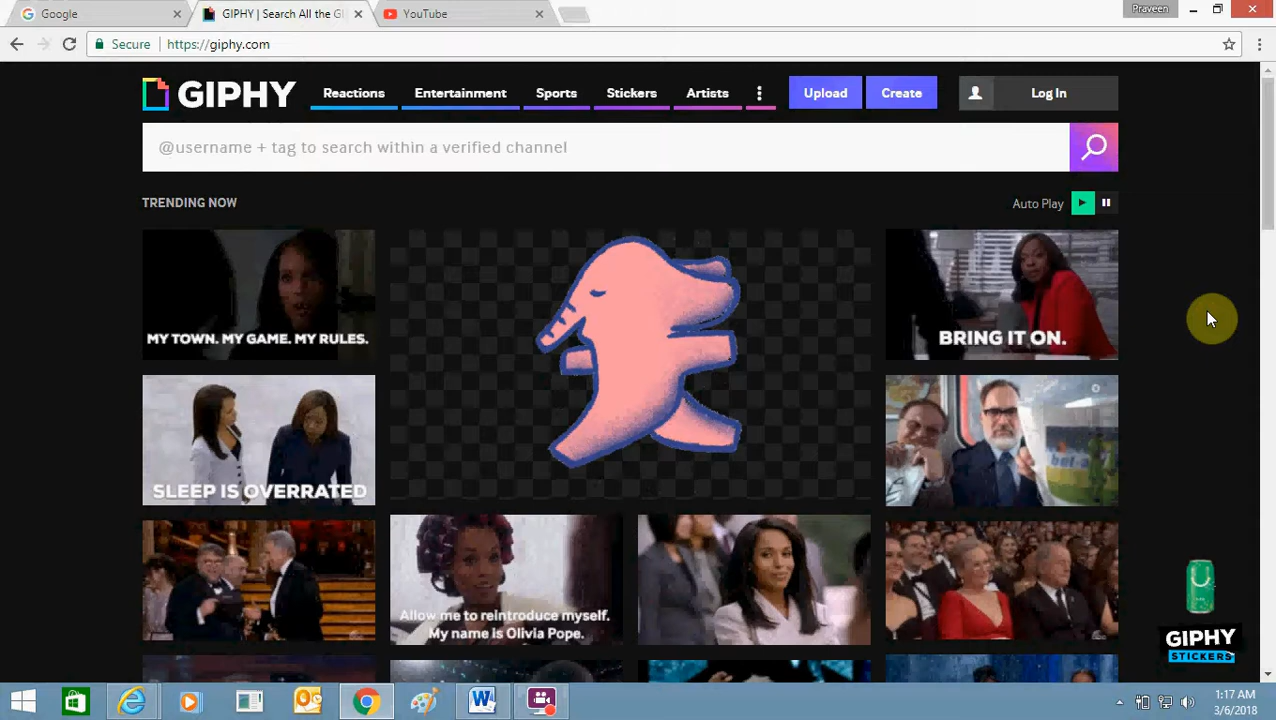 Google
GIPHY | Search All the GI
YouTube
Praveen
Secure
https://giphy.com
GIPHY
Reactions
Entertainment
Sports
Stickers
Artists
Upload
Create
Log In
@username + tag to search within a verified channel
TRENDING NOW
Auto Play
MY TOWN. MY GAME. MY RULES.
BRING IT ON.
SLEEP IS OVERRATED
Allow me to reintroduce myself.
My name is Olivia Pope.
GIPHY
STICKERS
1:17 AM
3/6/2018